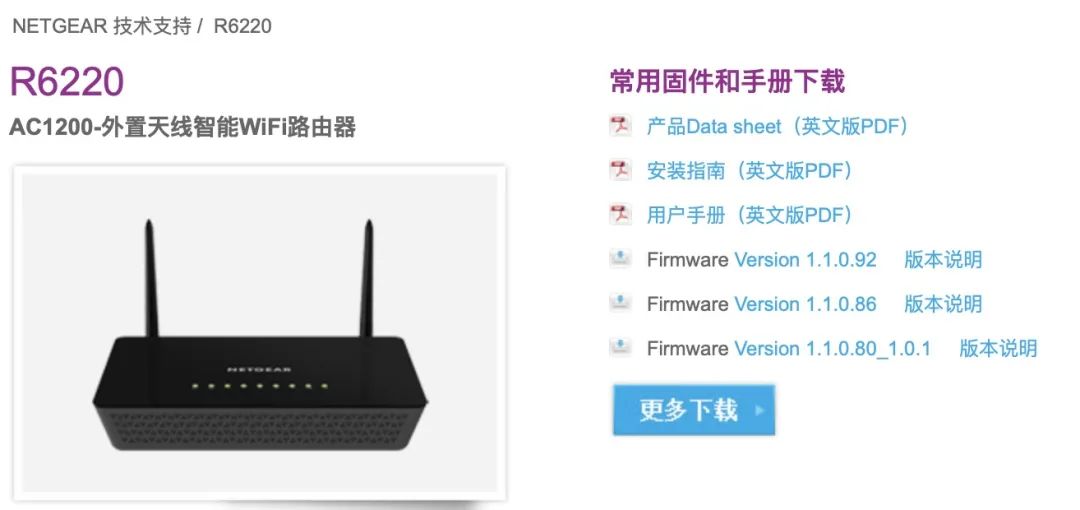 NETGEAR 技术支持 / R6220
R6220
AC1200-外置天线智能WiFi路由器
NETGEAR
常用固件和手册下载
产品Data sheet（英文版PDF）
安装指南（英文版PDF）
用户手册（英文版PDF）
Firmware Version 1.1.0.92 版本说明
Firmware Version 1.1.0.86 版本说明
Firmware Version 1.1.0.80_1.0.1 版本说明
更多下载